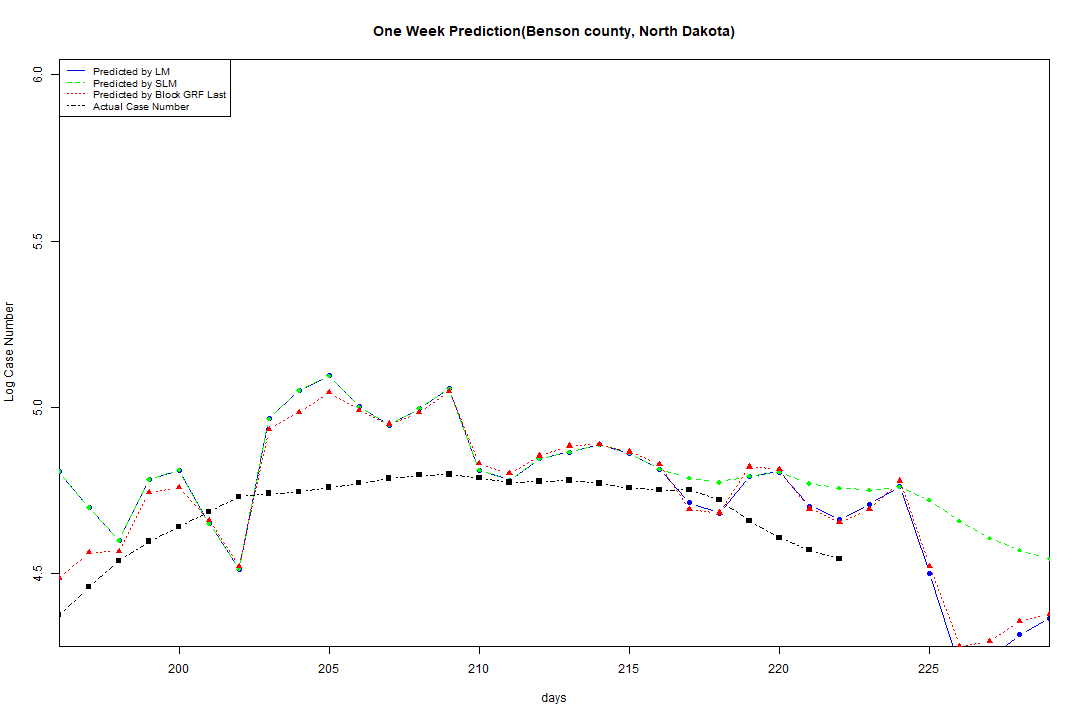 One Week Prediction(Benson county, North Dakota)
Predicted by LM
Predicted by SLM
Predicted by Block GRF Last
Actual Case Number
6.0
5.5
5.0
4.5
Log Case Number
200 205 210 215 220 225
days